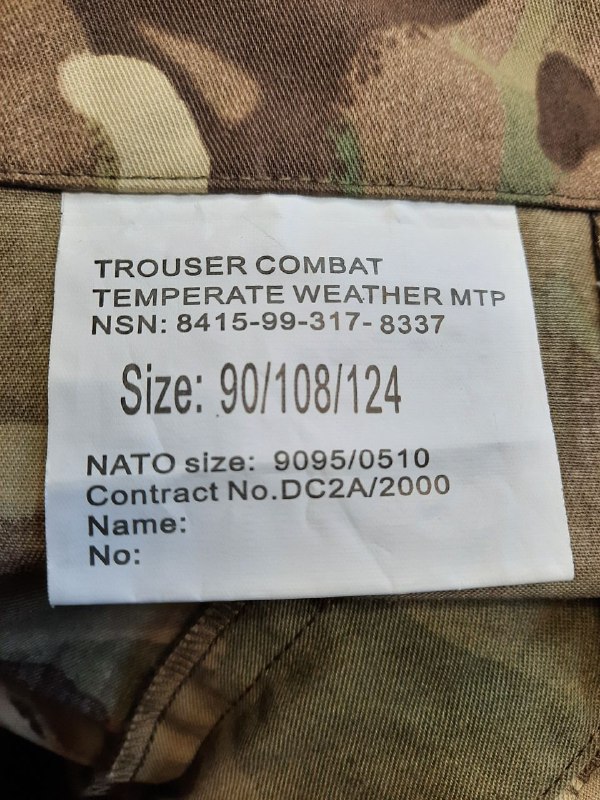 TROUSER COMBAT
TEMPERATE WEATHER MTP
NSN: 8415-99-317-8337
Size: 90/108/124
NATO size: 9095/0510
Contract No.DC2A/2000
Name:
No: